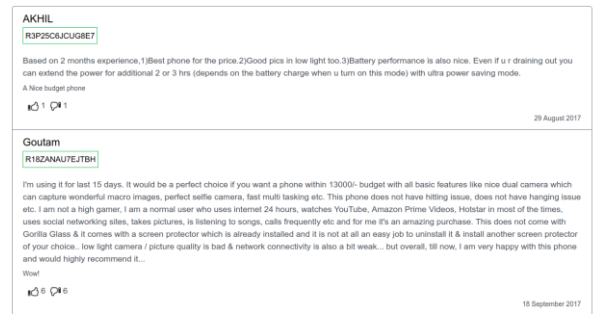 AKHIL
R3P25C6JCUG8E7
Based on 2 months experience,1)Best phone for the price.2)Good pics in low light too.3)Battery performance is also nice. Even if u r draining out you
can extend the power for additional 2 or 3 hrs (depends on the battery charge when u turn on this mode) with ultra power saving mode.
A Nice budget phone
1 1
29 August 2017
Goutam
R18ZANAU7EJTBH
I'm using it for last 15 days. It would be a perfect choice if you want a phone within 13000/- budget with all basic features like nice dual camera which
can capture wonderful macro images, perfect selfie camera, fast multi tasking etc. This phone does not have hitting issue, does not have hanging issue
etc. I am not a high gamer, I am a normal user who uses internet 24 hours, watches YouTube, Amazon Prime Videos, Hotstar in most of the times,
uses social networking sites, takes pictures, is listening to songs, calls frequently etc and for me it's an amazing purchase. This does not come with
Gorilla Glass & it comes with a screen protector which is already installed and it is not at all an easy job to uninstall it & install another screen protector
of your choice.. low light camera / picture quality is bad & network connectivity is also a bit weak... but overall, till now, I am very happy with this phone
and would highly recommend it...
Wow!
6 6
18 September 2017